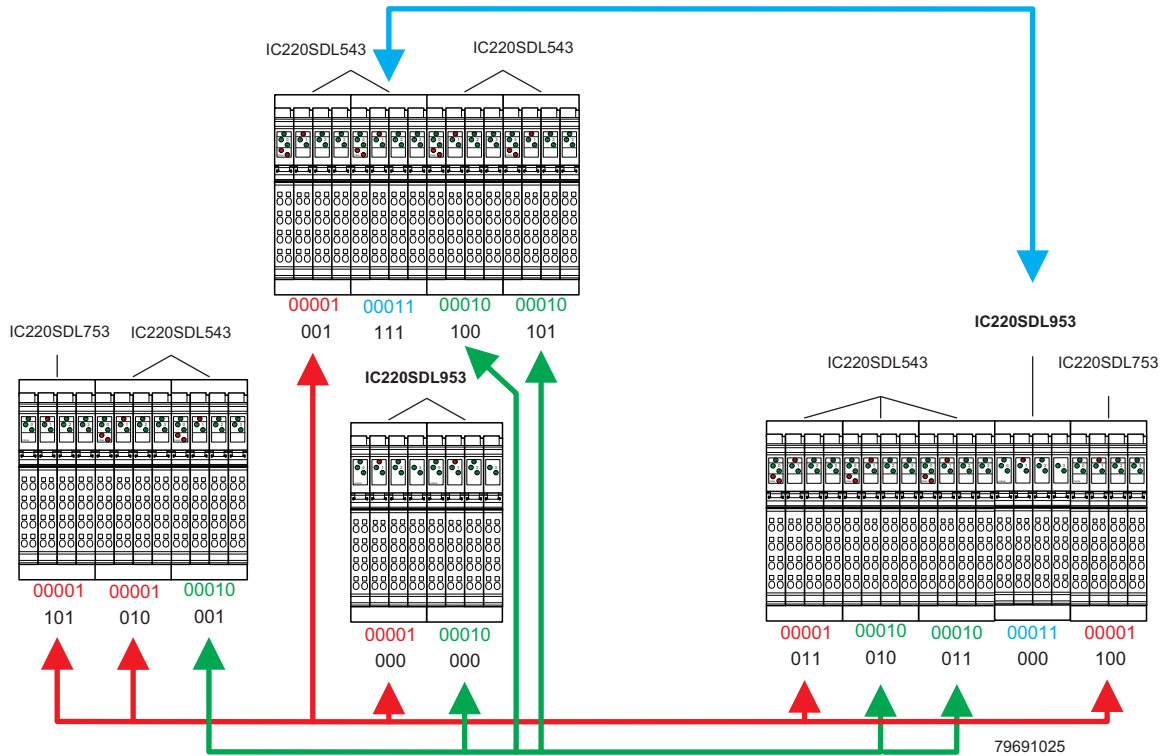 IC220SDL543 IC220SDL543
00001 00011 00010 00010
001 111 100 101
IC220SDL753 IC220SDL543
IC220SDL953
IC220SDL953
IC220SDL543 IC220SDL753
00001 00001 00010
101 010 001
00001 00010
000 000
00001 00010 00010 00011 00001
011 010 011 000 100
79691025